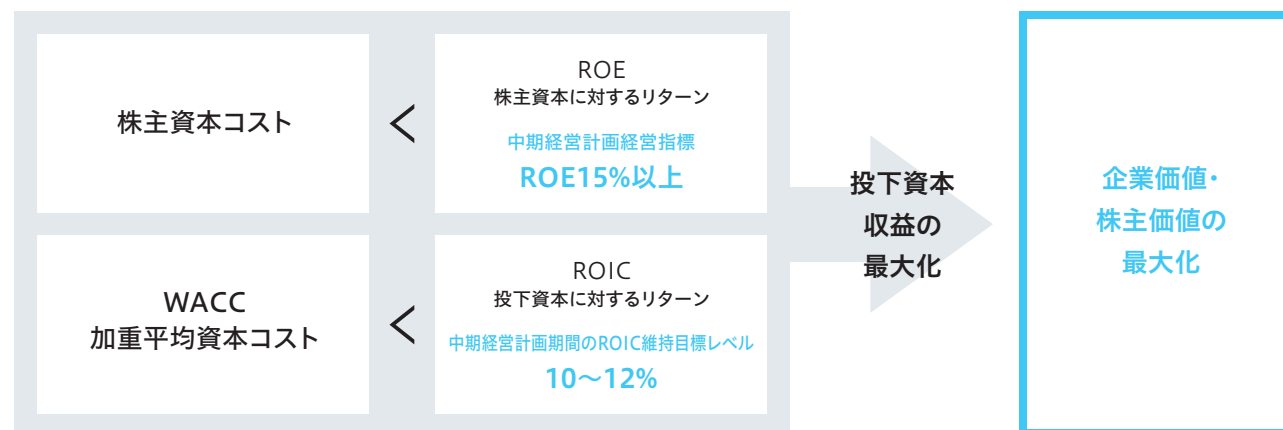 株主資本コスト
<
ROE
株主資本に対するリターン
中期経営計画経営指標
ROE15%以上
WACC
加重平均資本コスト
<
ROIC
投下資本に対するリターン
中期経営計画期間のROIC維持目標レベル
10〜12%
投下資本
収益の
最大化
企業価値・
株主価値の
最大化